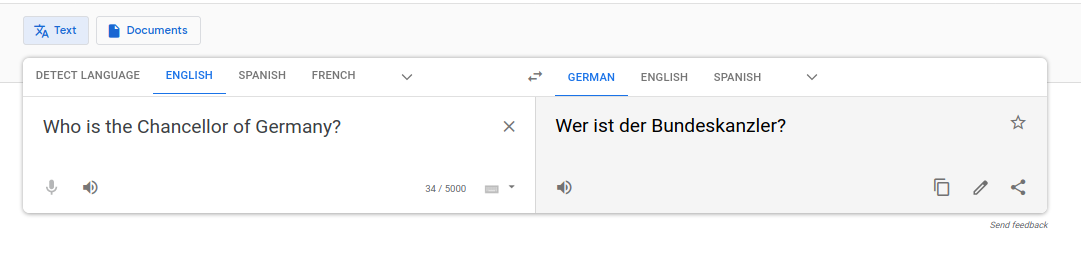 Text Documents
DETECT LANGUAGE ENGLISH SPANISH FRENCH GERMAN ENGLISH SPANISH
Who is the Chancellor of Germany? Wer ist der Bundeskanzler?
34 / 5000
Send feedback